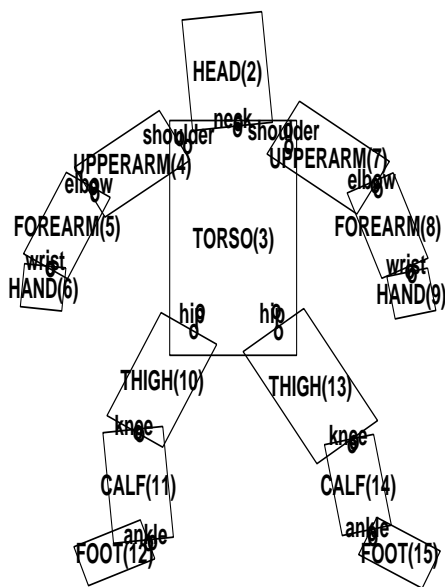 HEAD(2)
neck
shoulder
shoulder
UPPERARM(4)
UPPERARM(7)
elbow
elbow
FOREARM(5)
FOREARM(8)
TORSO(3)
wrist
wrist
HAND(6)
HAND(9)
hip
hip
THIGH(10)
THIGH(13)
knee
knee
CALF(11)
CALF(14)
ankle
ankle
FOOT(12)
FOOT(15)